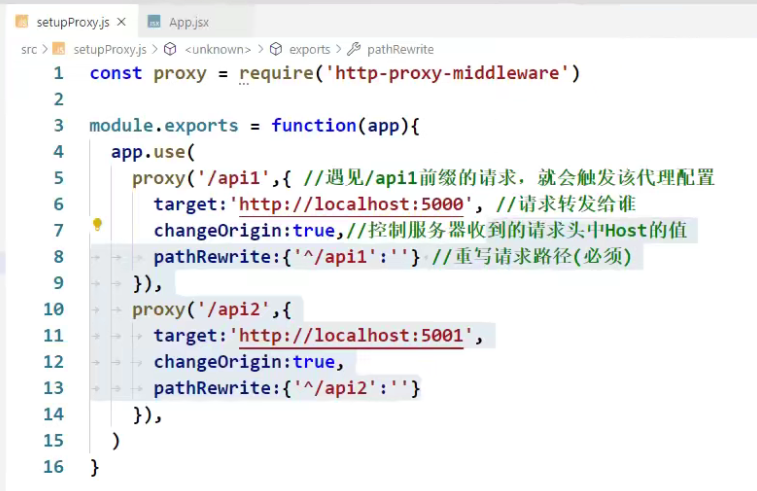 setupProxy.js × App.jsx
src > setupProxy.js > <unknown> > exports > pathRewrite
1 const proxy = require('http-proxy-middleware')
2
3 module.exports = function(app){
4 app.use(
5 proxy('/api1',{ //遇见/api1前缀的请求，就会触发该代理配置
6 target:'http://localhost:5000', //请求转发给谁
7 changeOrigin:true,//控制服务器收到的请求头中Host的值
8 pathRewrite:{'^/api1':''} //重写请求路径(必须)
9 }),
10 proxy('/api2',{
11 target:'http://localhost:5001',
12 changeOrigin:true,
13 pathRewrite:{'^/api2':''}
14 }),
15 )
16 }